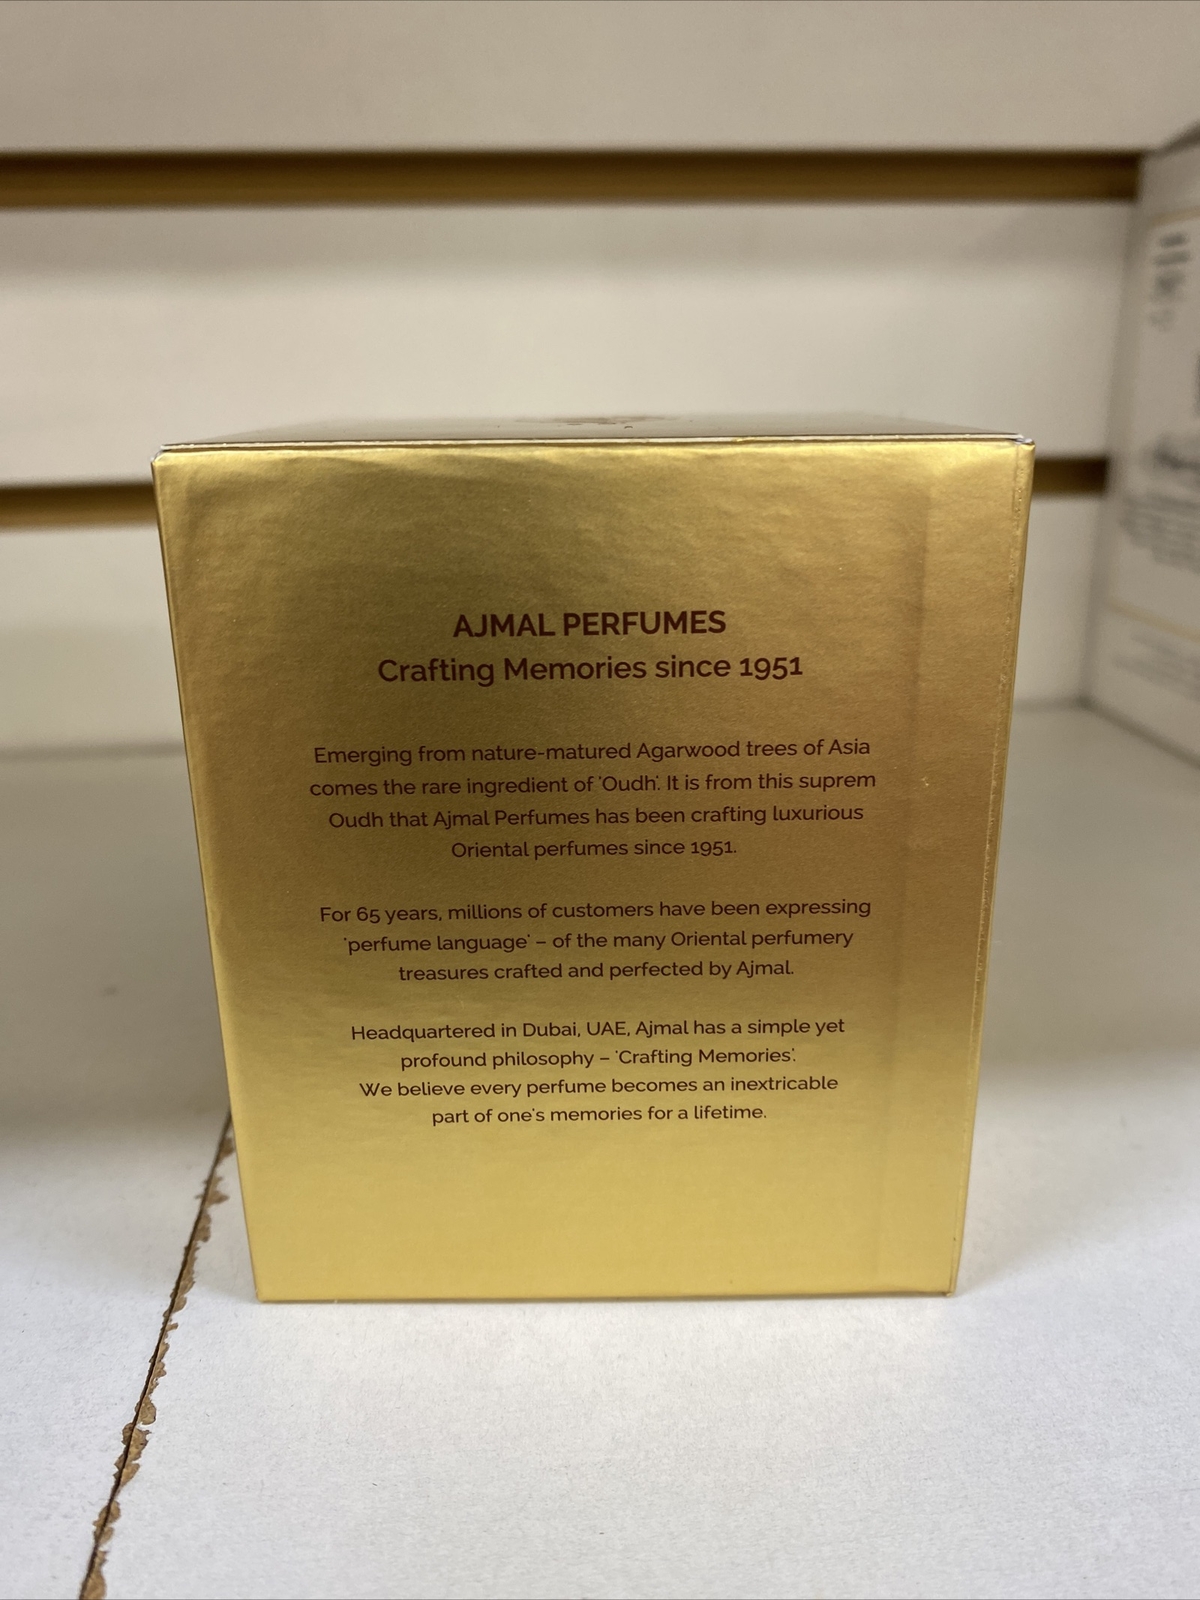 AJMAL PERFUMES
Crafting Memories since 1951
Emerging from nature-matured Agarwood trees of Asia
comes the rare ingredient of 'Oudh'. It is from this suprem
Oudh that Ajmal Perfumes has been crafting luxurious
Oriental perfumes since 1951.
For 65 years, millions of customers have been expressing
'perfume language' – of the many Oriental perfumery
treasures crafted and perfected by Ajmal.
Headquartered in Dubai, UAE, Ajmal has a simple yet
profound philosophy – 'Crafting Memories'.
We believe every perfume becomes an inextricable
part of one's memories for a lifetime.